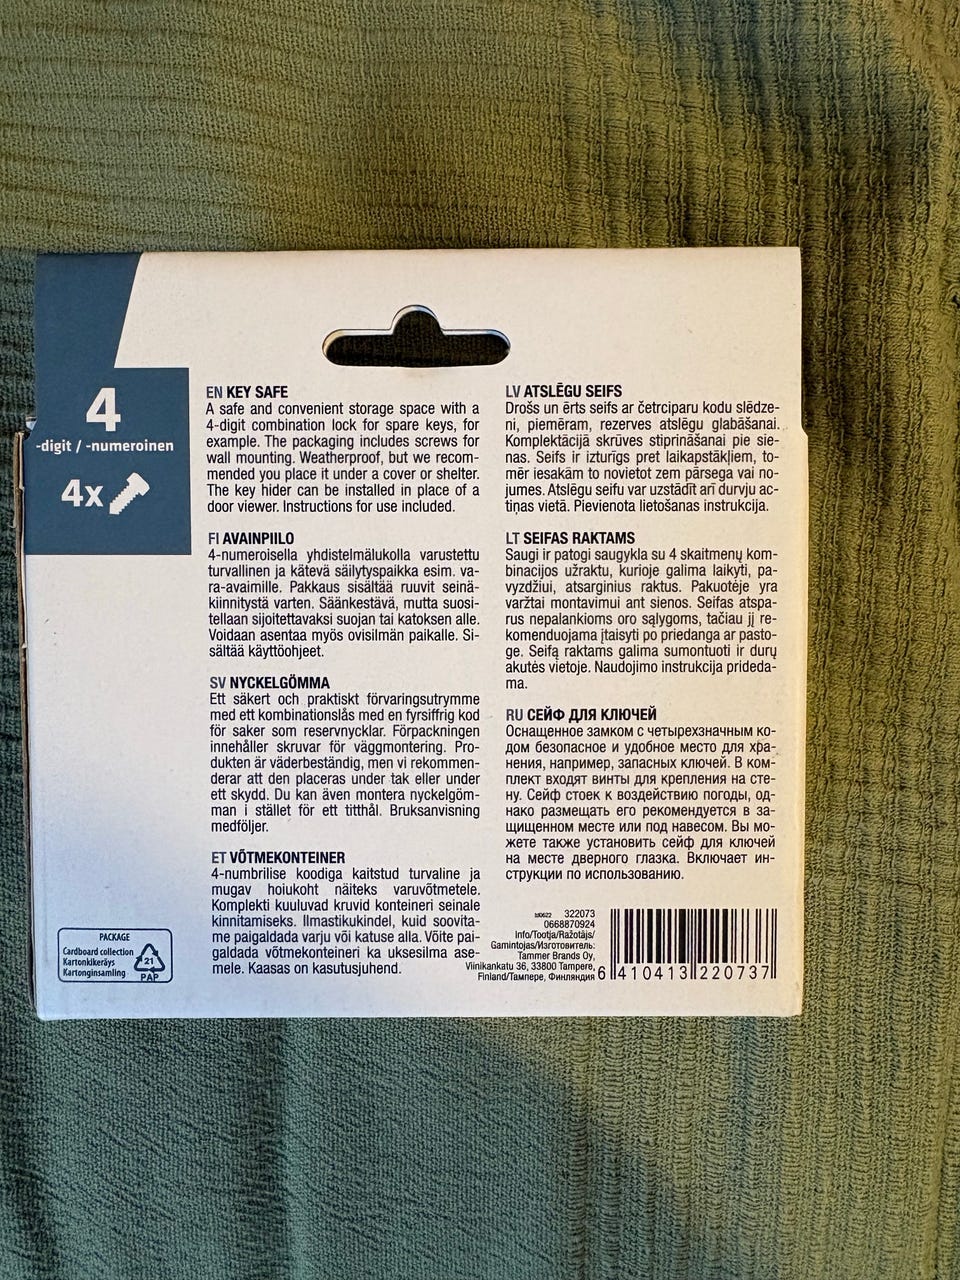 4
-digit / -numeroinen
4x
EN KEY SAFE
A safe and convenient storage space with a
4-digit combination lock for spare keys, for
example. The packaging includes screws for
wall mounting. Weatherproof, but we recom-
mended you place it under a cover or shelter.
The key hider can be installed in place of a
door viewer. Instructions for use included.
FI AVAINPIILO
4-numeroisella yhdistelmälukolla varustettu
turvallinen ja kätevä säilytyspaikka esim. va-
ra-avaimille. Pakkaus sisältää ruuvit seinä-
kiinnitystä varten. Säänkestävä, mutta suosi-
tellaan sijoitettavaksi suojan tai katoksen alle.
Voidaan asentaa myös ovisilmän paikalle. Si-
sältää käyttöohjeet.
SV NYCKELGÖMMA
Ett säkert och praktiskt förvaringsutrymme
med ett kombinationslås med en fyrsiffrig kod
för saker som reservnycklar. Förpackningen
innehåller skruvar för väggmontering. Pro-
dukten är väderbeständig, men vi rekommen-
derar att den placeras under tak eller under
ett skydd. Du kan även montera nyckelgöm-
man i stället för ett titthål. Bruksanvisning
medföljer.
ET VÕTMEKONTEINER
4-numbrilise koodiga kaitstud turvaline ja
mugav hoiukoht näiteks varuvõtmetele.
Komplekti kuuluvad kruvid konteineri seinale
kinnitamiseks. Ilmastikukindel, kuid soovita-
me paigaldada varju või katuse alla. Võite pai-
galdada võtmekonteineri ka uksesilma ase-
mele. Kaasas on kasutusjuhend.
LV ATSLĒGU SEIFS
Drošs un ērts seifs ar četrciparu kodu slēdze-
ni, piemēram, rezerves atslēgu glabāšanai.
Komplektācijā skrūves stiprināšanai pie sie-
nas. Seifs ir izturīgs pret laikapstākļiem, to-
mēr iesakām to novietot zem pārsega vai no-
jumes. Atslēgu seifu var uzstādīt arī durvju ac-
tiņas vietā. Pievienota lietošanas instrukcija.
LT SEIFAS RAKTAMS
Saugi ir patogi saugykla su 4 skaitmenų kom-
binacijos užraktu, kurioje galima laikyti, pa-
vyzdžiui, atsarginius raktus. Pakuotėje yra
varžtai montavimui ant sienos. Seifas atspa-
rus nepalankioms oro sąlygoms, tačiau jį re-
komenduojama įtaisyti po priedanga ar pasto-
ge. Seifą raktams galima sumontuoti ir durų
akutės vietoje. Naudojimo instrukcija prideda-
ma.
RU СЕЙФ ДЛЯ КЛЮЧЕЙ
Оснащенное замком с четырехзначным ко-
дом безопасное и удобное место для хра-
нения, например, запасных ключей. В ком-
плект входят винты для крепления на сте-
ну. Сейф стоек к воздействию погоды, од-
нако размещать его рекомендуется в за-
щищенном месте или под навесом. Вы мо-
жете также установить сейф для ключей
на месте дверного глазка. Включает ин-
струкции по использованию.
322073
0668870924
Info/Tootja/Ražotājs/
Gamintojas/Изготовитель:
Tammer Brands Oy,
Viinikankatu 36, 33800 Tampere,
Finland/Тампере, Финляндия
6 410413 220737
PACKAGE
Cardboard collection
Kartonkikeräys
Kartonginsamling
21
PAP